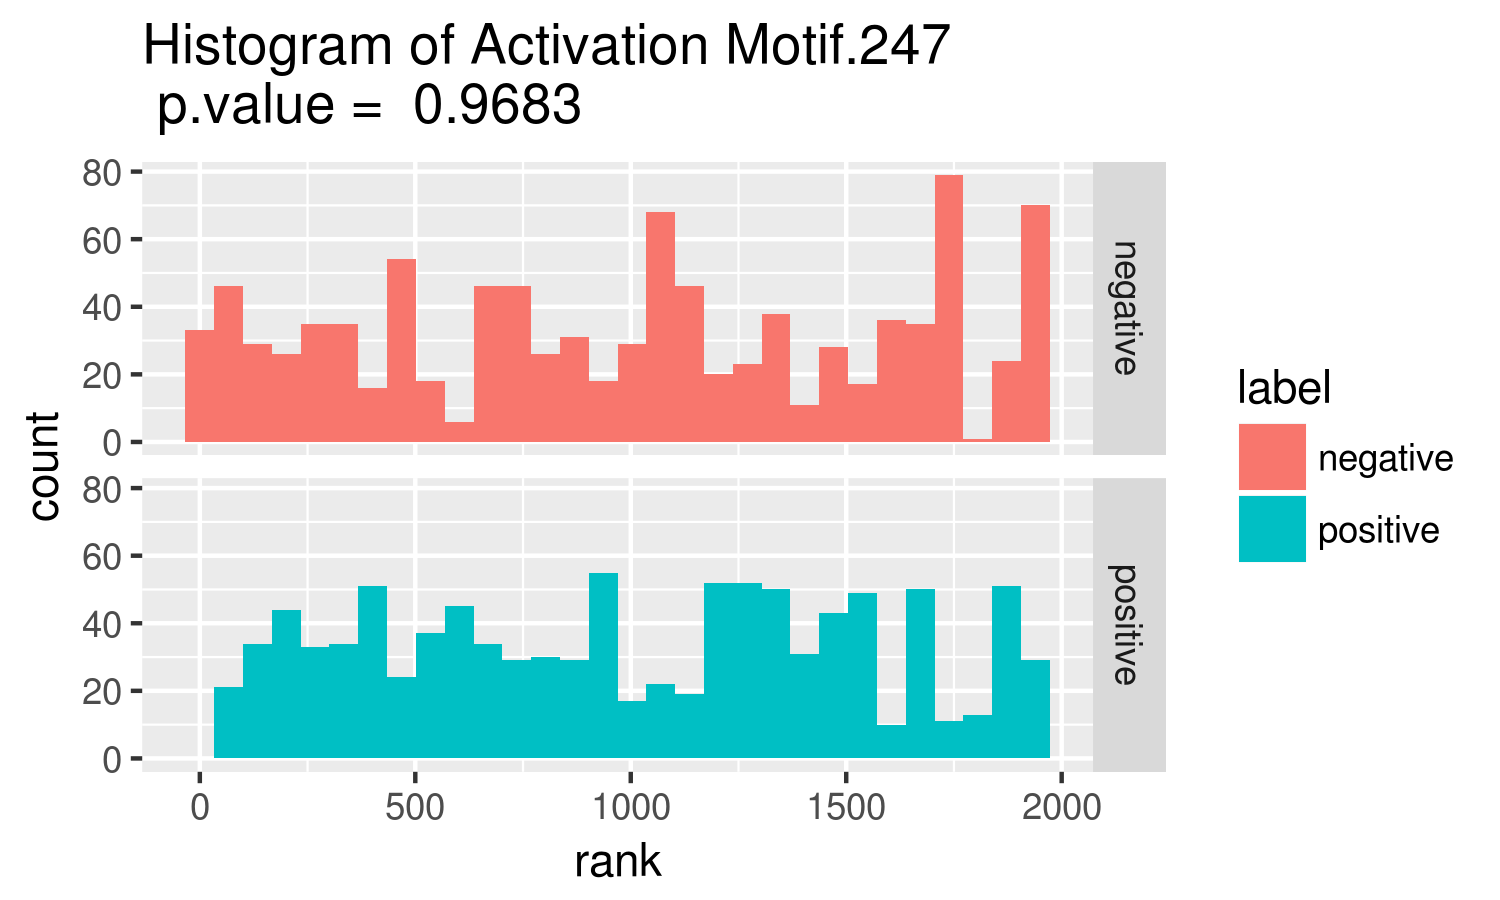 Histogram of Activation Motif.247
p.value = 0.9683
80
60
40
20
0
negative
80
60
40
20
0
positive
count
0 500 1000 1500 2000
rank
label
negative
positive